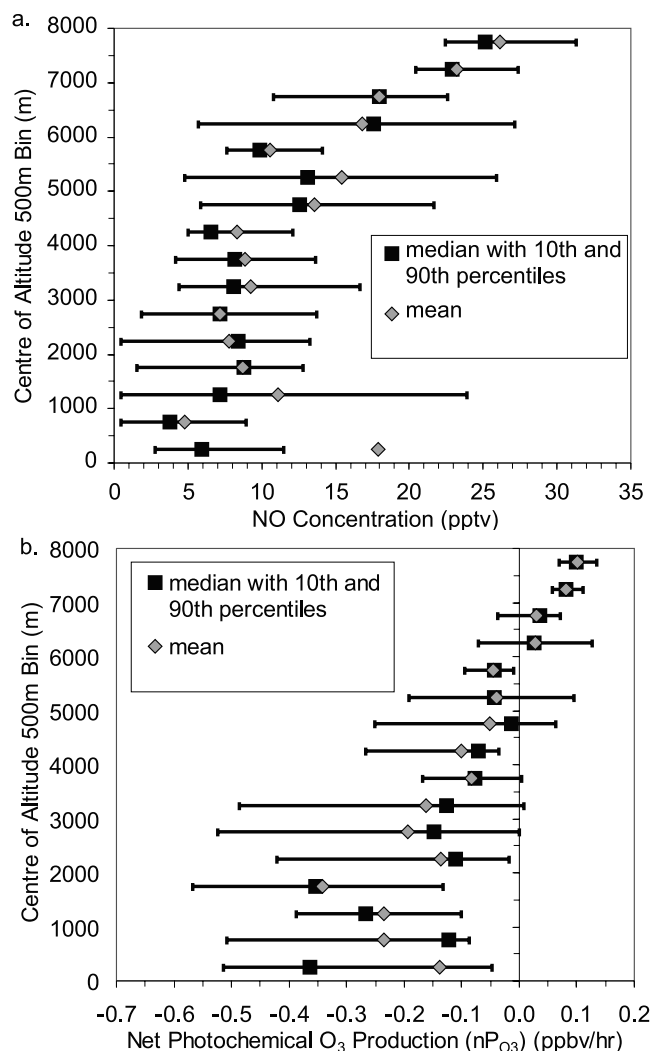 a.
8000
7000
6000
5000
4000
3000
2000
1000
0
Centre of Altitude 500m Bin (m)
median with 10th and
90th percentiles
mean
0 5 10 15 20 25 30 35
NO Concentration (pptv)
b.
8000
7000
6000
5000
4000
3000
2000
1000
0
Centre of Altitude 500m Bin (m)
median with 10th and
90th percentiles
mean
-0.7 -0.6 -0.5 -0.4 -0.3 -0.2 -0.1 0.0 0.1 0.2
Net Photochemical O3 Production (nPO3) (ppbv/hr)